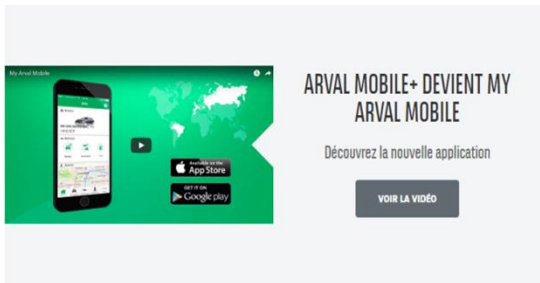 My Arval Mobile
Available on the
App Store
GET IT ON
Google play
ARVAL MOBILE+ DEVIENT MY
ARVAL MOBILE
Découvrez la nouvelle application
VOIR LA VIDÉO